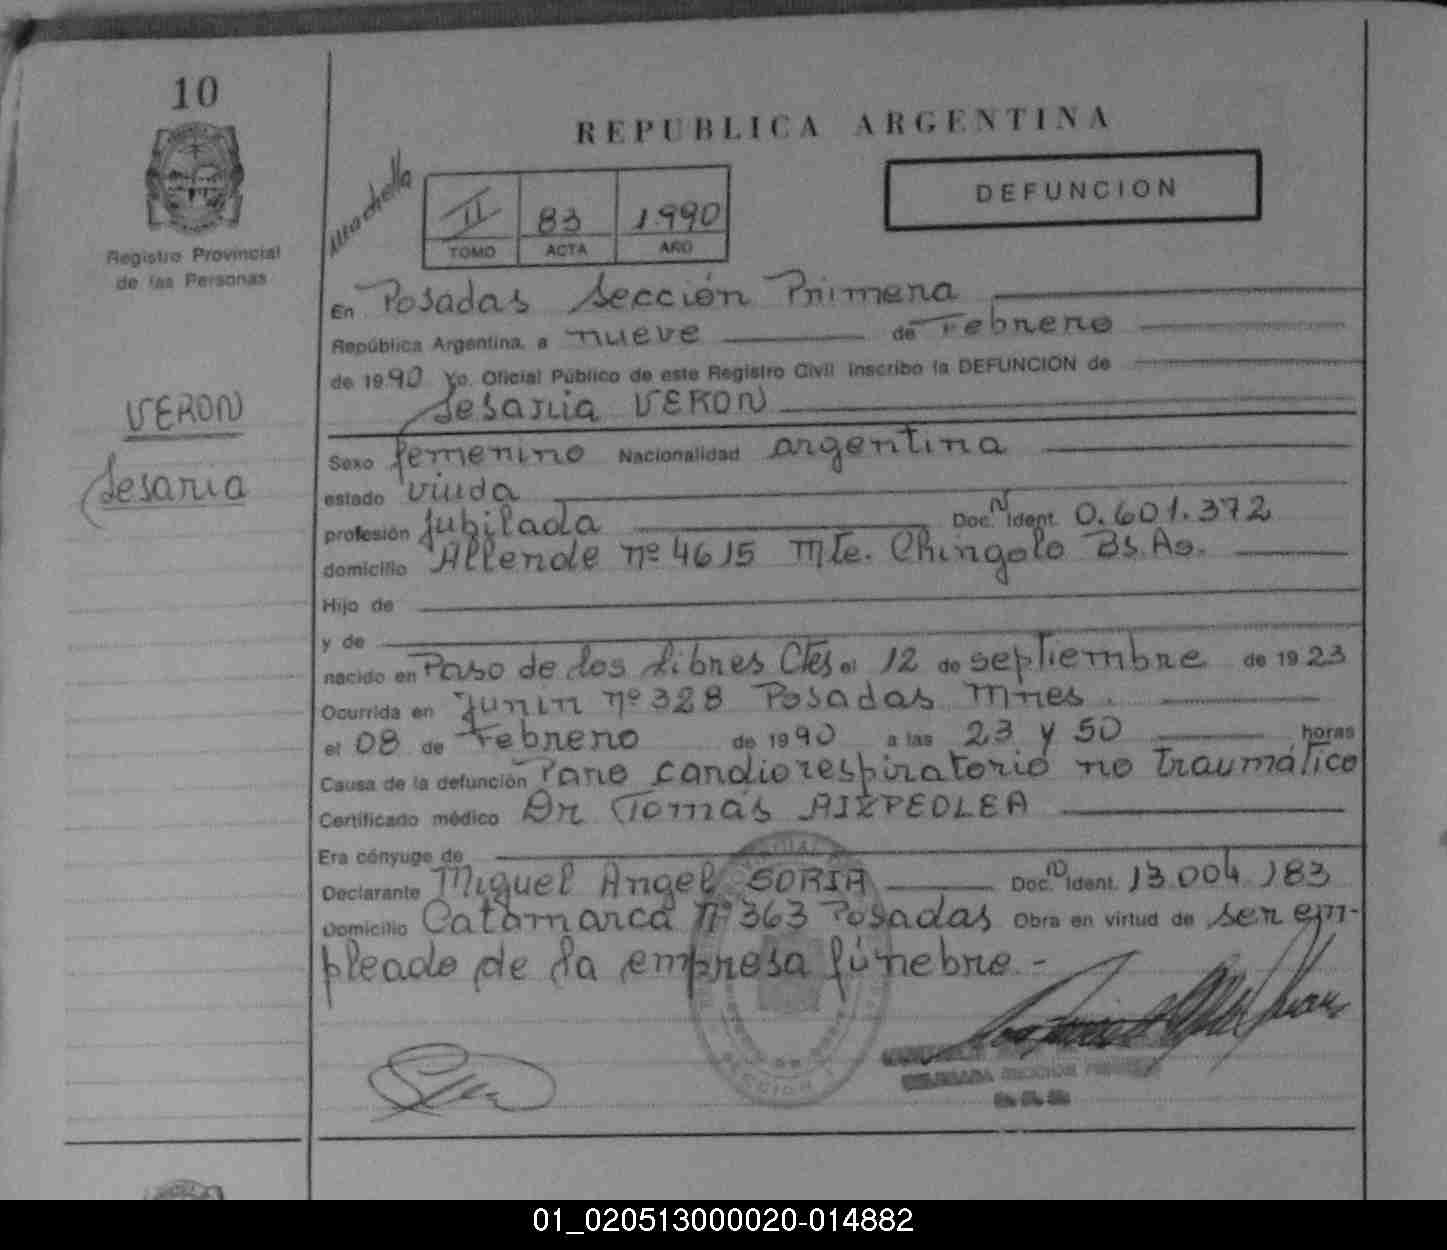 10
Registro Provincial
de las Personas
REPUBLICA ARGENTINA
II 83 1.990
TOMO ACTA AÑO
DEFUNCION
En Posadas Sección Primera
República Argentina, a nueve de Febrero
de 1990 Yo, Oficial Público de este Registro Civil inscribo la DEFUNCION de
Sesaria VERON
VERON
Sesaria
Sexo femenino Nacionalidad argentina
estado viuda
profesión Jubilada Doc. N Ident. 0.601.372
domicilio Allende nº 4615 Mte. Chingolo Bs. As.
Hijo de
y de
nacido en Paso de los Libres Ctes el 12 de septiembre de 1923
Ocurrida en Junín nº 328 Posadas Mnes.
el 08 de Febrero de 1990 a las 23 y 50 horas
Causa de la defunción Paro cardiorespiratorio no traumático
Certificado médico Dr Tomás AIZPEOLEA
Era cónyuge de
Declarante Miguel Angel SORIA Doc. N Ident. 13.004.183
Domicilio Catamarca nº 363 Posadas Obra en virtud de ser em-
pleado de la empresa fúnebre.-
01_020513000020-014882